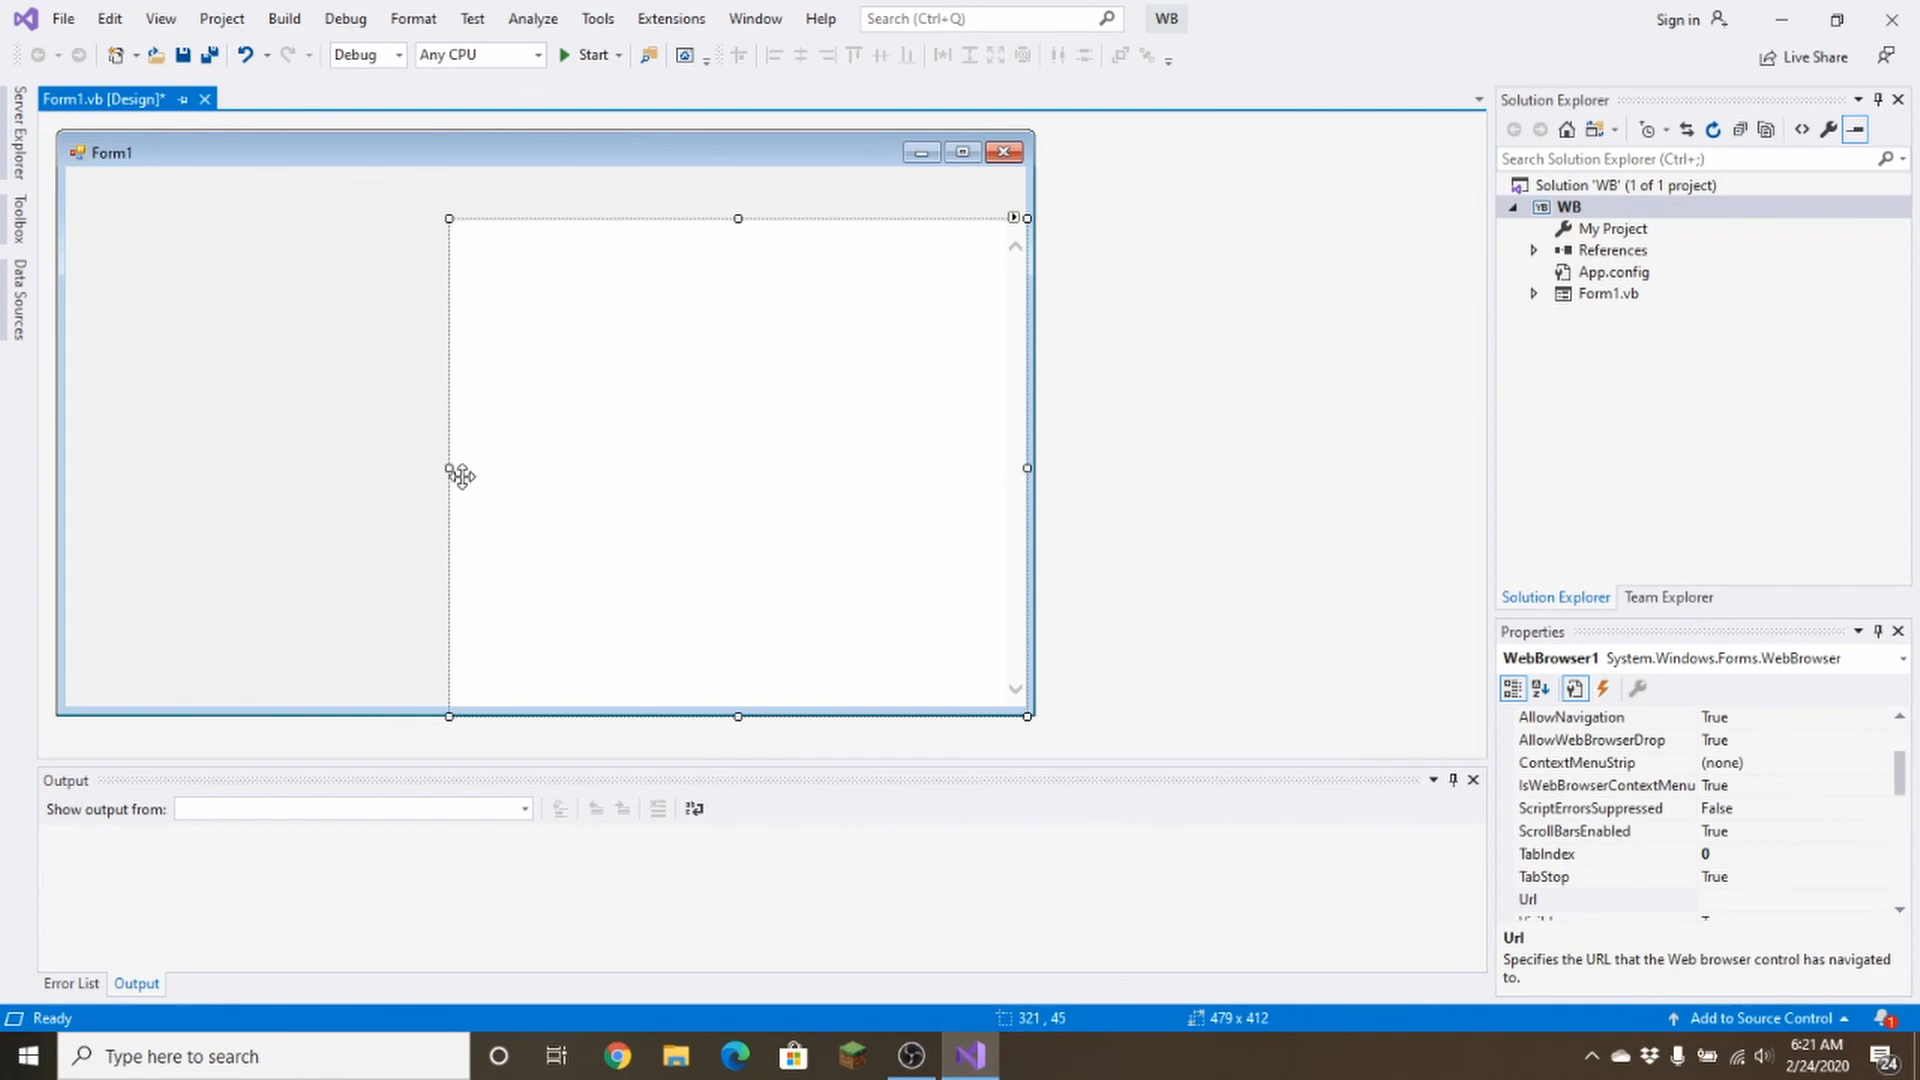 File Edit View Project Build Debug Format Test Analyze Tools Extensions Window Help Search (Ctrl+Q) WB Sign in
Debug Any CPU Start Live Share
Form1.vb [Design]*
Server Explorer
Toolbox
Data Sources
Form1
Solution Explorer
Search Solution Explorer (Ctrl+;)
Solution 'WB' (1 of 1 project)
VB WB
My Project
References
App.config
Form1.vb
Solution Explorer Team Explorer
Properties
WebBrowser1 System.Windows.Forms.WebBrowser
AllowNavigation True
AllowWebBrowserDrop True
ContextMenuStrip (none)
IsWebBrowserContextMenu True
ScriptErrorsSuppressed False
ScrollBarsEnabled True
TabIndex 0
TabStop True
Url
Url
Specifies the URL that the Web browser control has navigated
to.
Output
Show output from:
Error List Output
Ready 321 , 45 479 x 412 Add to Source Control 1
Type here to search
6:21 AM
2/24/2020
24